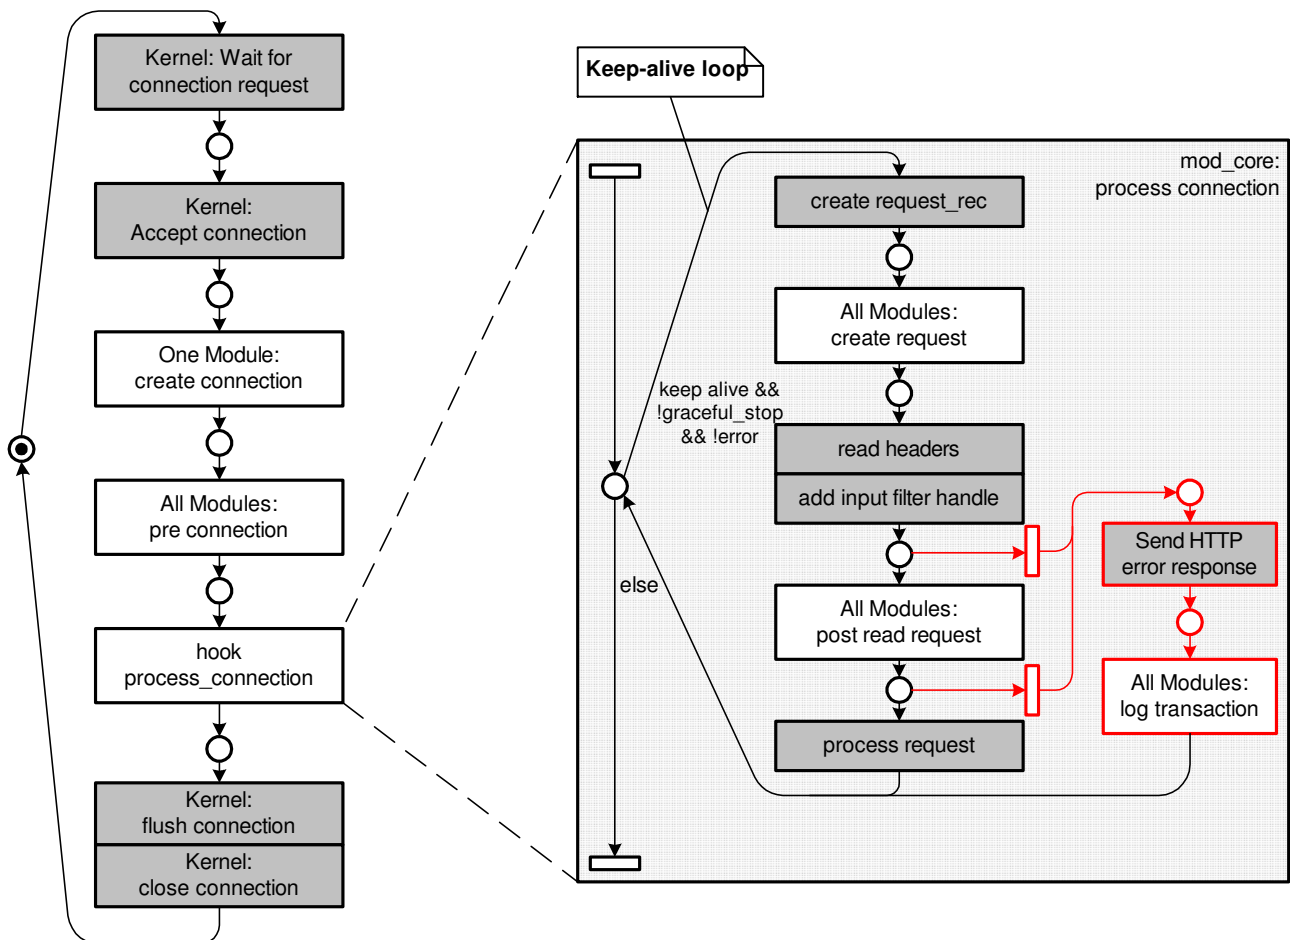 Kernel: Wait for
connection request
Kernel:
Accept connection
One Module:
create connection
All Modules:
pre connection
hook
process_connection
Kernel:
flush connection
Kernel:
close connection
Keep-alive loop
mod_core:
process connection
create request_rec
All Modules:
create request
keep alive &&
!graceful_stop
&& !error
read headers
add input filter handle
else
All Modules:
post read request
process request
Send HTTP
error response
All Modules:
log transaction